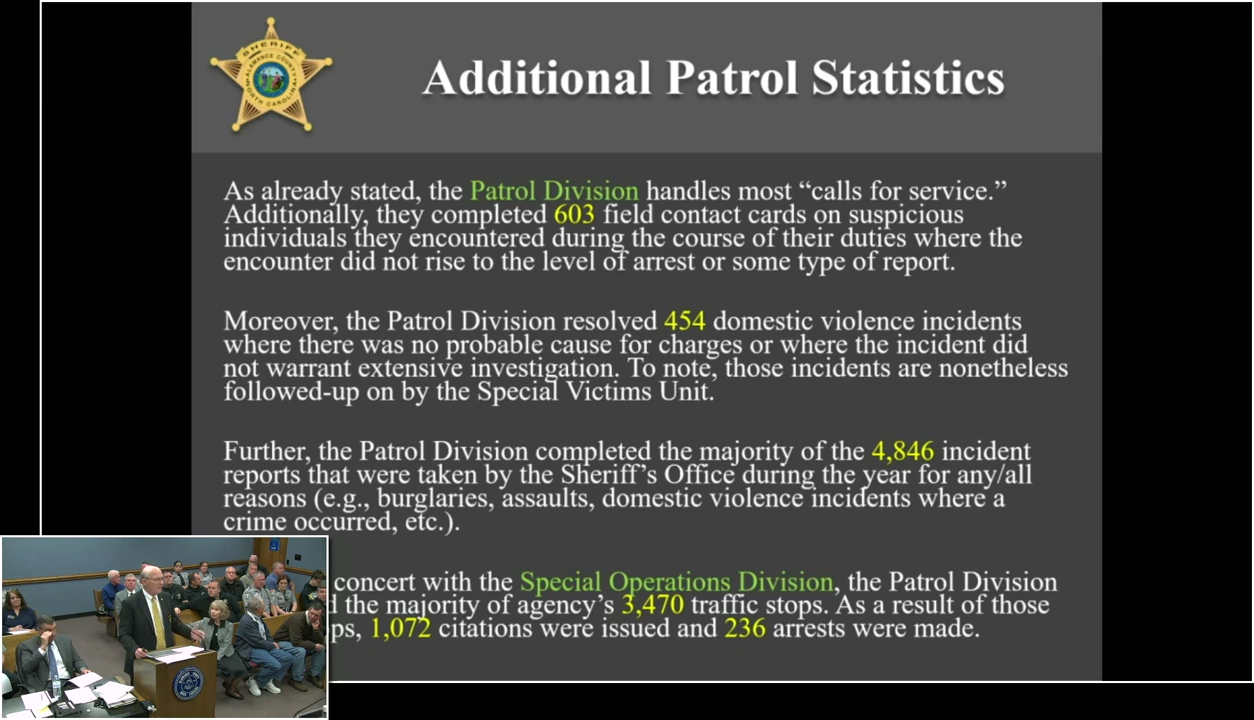 SHERIFF
ALAMANCE COUNTY
NORTH CAROLINA
Additional Patrol Statistics
As already stated, the Patrol Division handles most “calls for service.”
Additionally, they completed 603 field contact cards on suspicious
individuals they encountered during the course of their duties where the
encounter did not rise to the level of arrest or some type of report.
Moreover, the Patrol Division resolved 454 domestic violence incidents
where there was no probable cause for charges or where the incident did
not warrant extensive investigation. To note, those incidents are nonetheless
followed-up on by the Special Victims Unit.
Further, the Patrol Division completed the majority of the 4,846 incident
reports that were taken by the Sheriff’s Office during the year for any/all
reasons (e.g., burglaries, assaults, domestic violence incidents where a
crime occurred, etc.).
concert with the Special Operations Division, the Patrol Division
the majority of agency’s 3,470 traffic stops. As a result of those
ps, 1,072 citations were issued and 236 arrests were made.